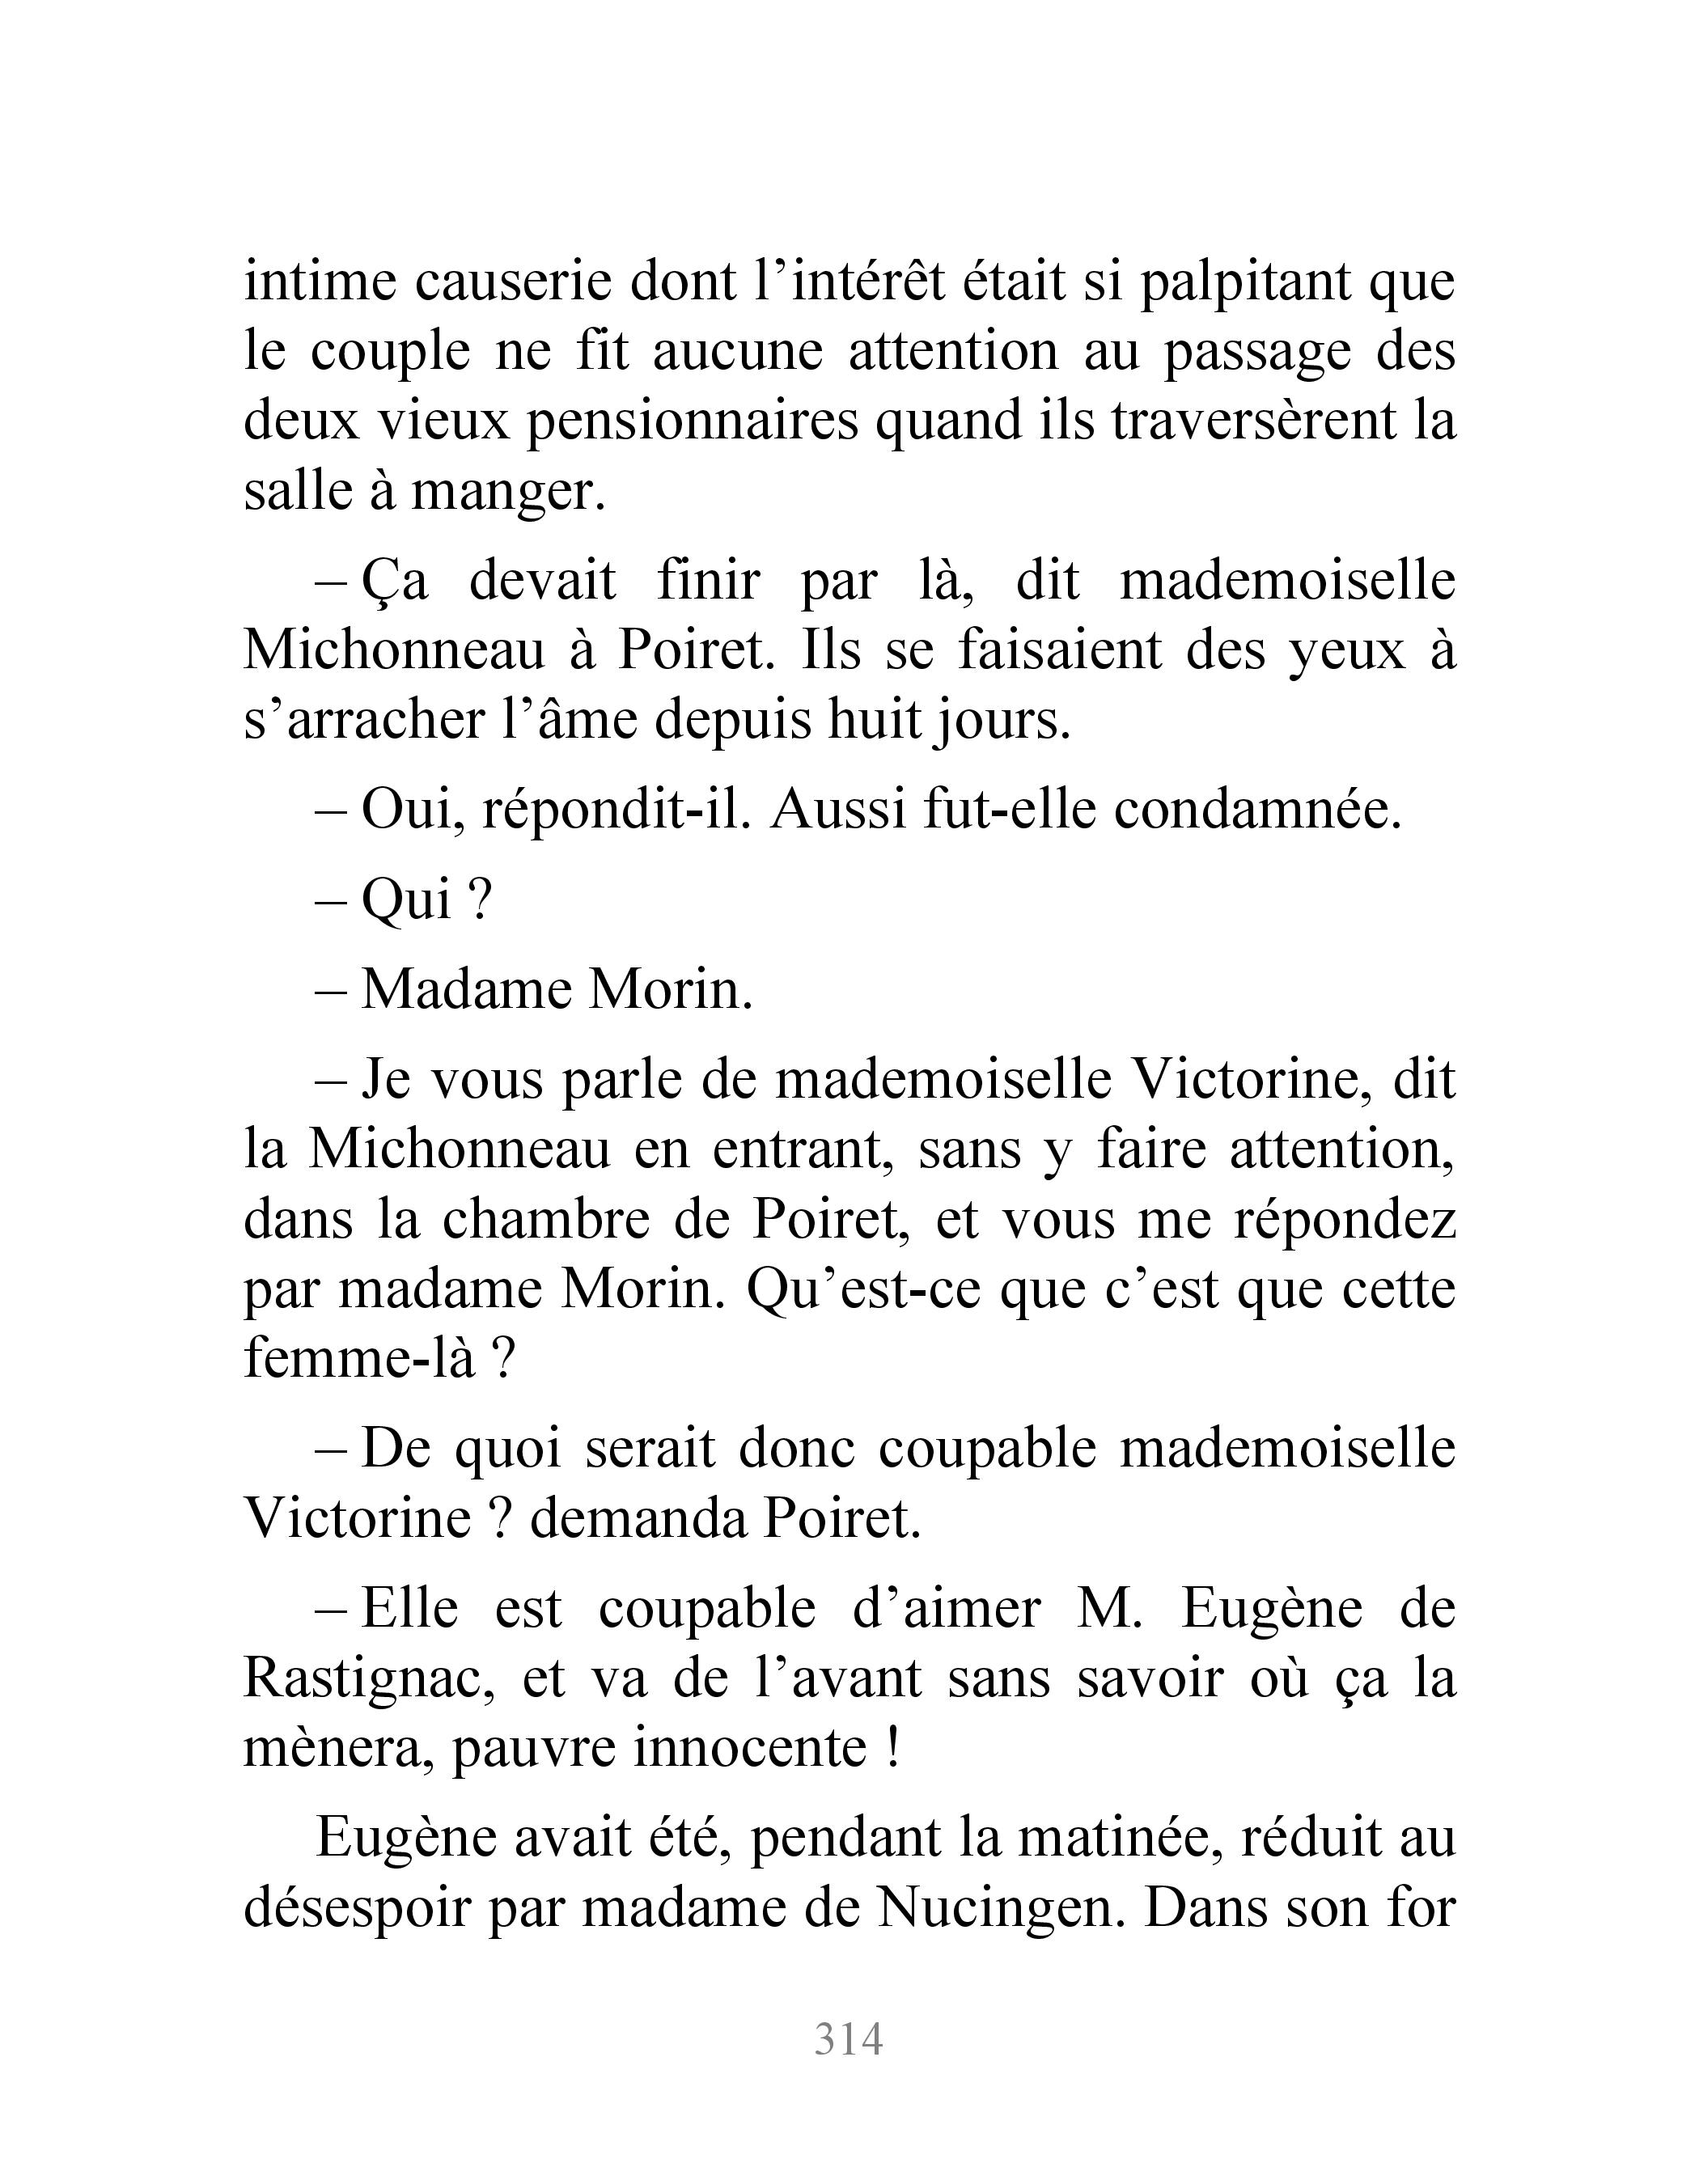 intime causerie dont l’intérêt était si palpitant que
le couple ne fit aucune attention au passage des
deux vieux pensionnaires quand ils traversèrent la
salle à manger.
– Ça devait finir par là, dit mademoiselle
Michonneau à Poiret. Ils se faisaient des yeux à
s’arracher l’âme depuis huit jours.
– Oui, répondit-il. Aussi fut-elle condamnée.
– Qui ?
– Madame Morin.
– Je vous parle de mademoiselle Victorine, dit
la Michonneau en entrant, sans y faire attention,
dans la chambre de Poiret, et vous me répondez
par madame Morin. Qu’est-ce que c’est que cette
femme-là ?
– De quoi serait donc coupable mademoiselle
Victorine ? demanda Poiret.
– Elle est coupable d’aimer M. Eugène de
Rastignac, et va de l’avant sans savoir où ça la
mènera, pauvre innocente !
Eugène avait été, pendant la matinée, réduit au
désespoir par madame de Nucingen. Dans son for
314